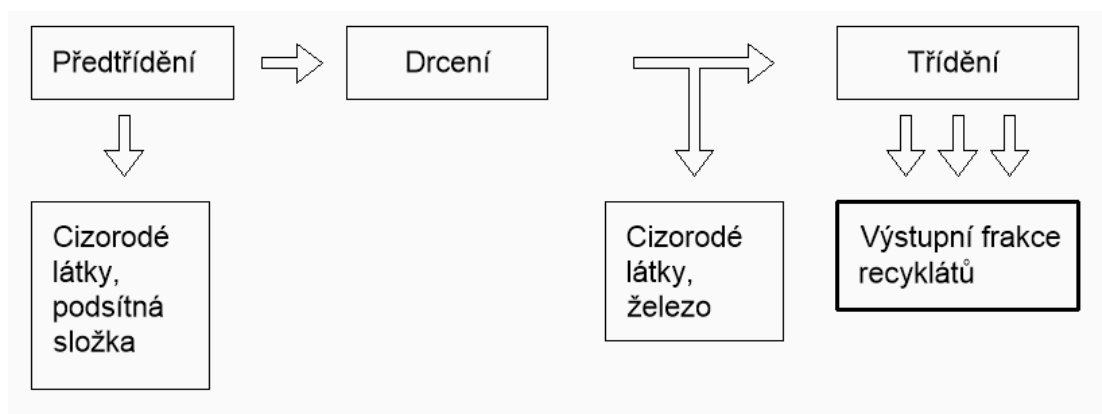 Předtřídění
Drcení
Třídění
Cizorodé
látky,
podsítná
složka
Cizorodé
látky,
železo
Výstupní frakce
recyklátů